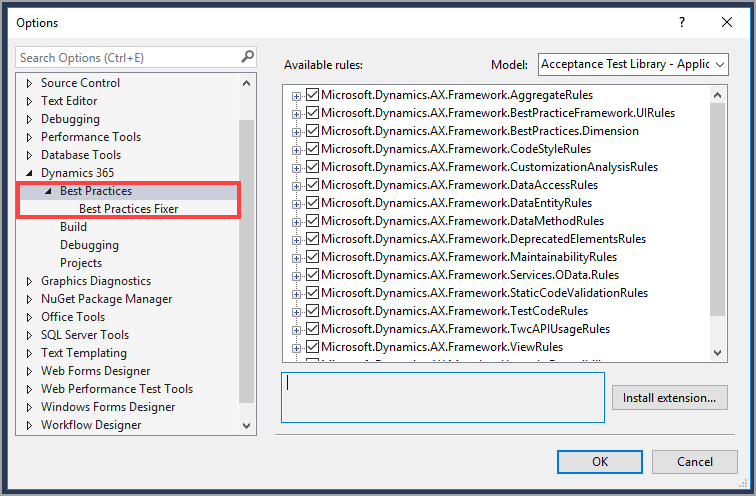 Options
Search Options (Ctrl+E)
Source Control
Text Editor
Debugging
Performance Tools
Database Tools
Dynamics 365
Best Practices
Best Practices Fixer
Build
Debugging
Projects
Graphics Diagnostics
NuGet Package Manager
Office Tools
SQL Server Tools
Text Templating
Web Forms Designer
Web Performance Test Tools
Windows Forms Designer
Workflow Designer
Available rules:
Model:
Acceptance Test Library - Applic
Microsoft.Dynamics.AX.Framework.AggregateRules
Microsoft.Dynamics.AX.BestPracticeFramework.UIRules
Microsoft.Dynamics.AX.Framework.BestPractices.Dimension
Microsoft.Dynamics.AX.Framework.CodeStyleRules
Microsoft.Dynamics.AX.Framework.CustomizationAnalysisRules
Microsoft.Dynamics.AX.Framework.DataAccessRules
Microsoft.Dynamics.AX.Framework.DataEntityRules
Microsoft.Dynamics.AX.Framework.DataMethodRules
Microsoft.Dynamics.AX.Framework.DeprecatedElementsRules
Microsoft.Dynamics.AX.Framework.MaintainabilityRules
Microsoft.Dynamics.AX.Framework.Services.OData.Rules
Microsoft.Dynamics.AX.Framework.StaticCodeValidationRules
Microsoft.Dynamics.AX.Framework.TestCodeRules
Microsoft.Dynamics.AX.Framework.TwcAPIUsageRules
Microsoft.Dynamics.AX.Framework.ViewRules
Install extension...
OK
Cancel